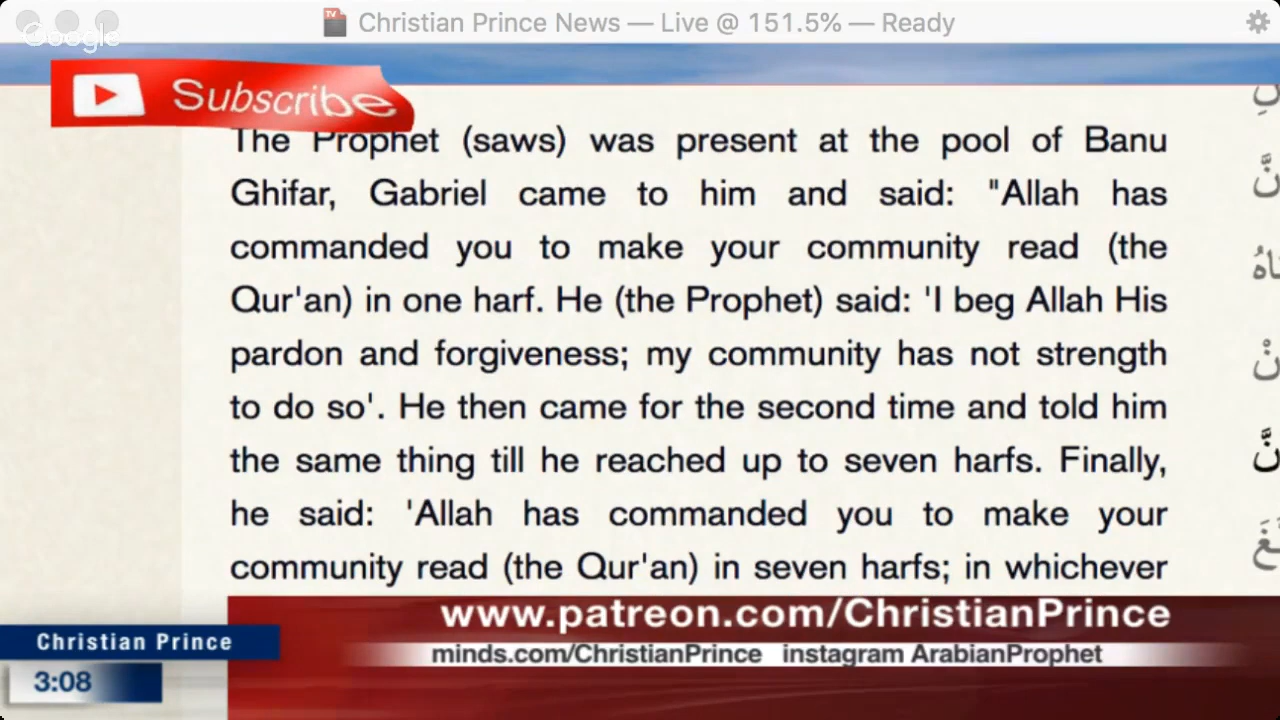 Christian Prince News — Live @ 151.5% — Ready
Google
TV
Subscribe
The Prophet (saws) was present at the pool of Banu
Ghifar, Gabriel came to him and said: "Allah has
commanded you to make your community read (the
Qur'an) in one harf. He (the Prophet) said: 'I beg Allah His
pardon and forgiveness; my community has not strength
to do so'. He then came for the second time and told him
the same thing till he reached up to seven harfs. Finally,
he said: 'Allah has commanded you to make your
community read (the Qur'an) in seven harfs; in whichever
www.patreon.com/ChristianPrince
Christian Prince
minds.com/ChristianPrince instagram ArabianProphet
3:08